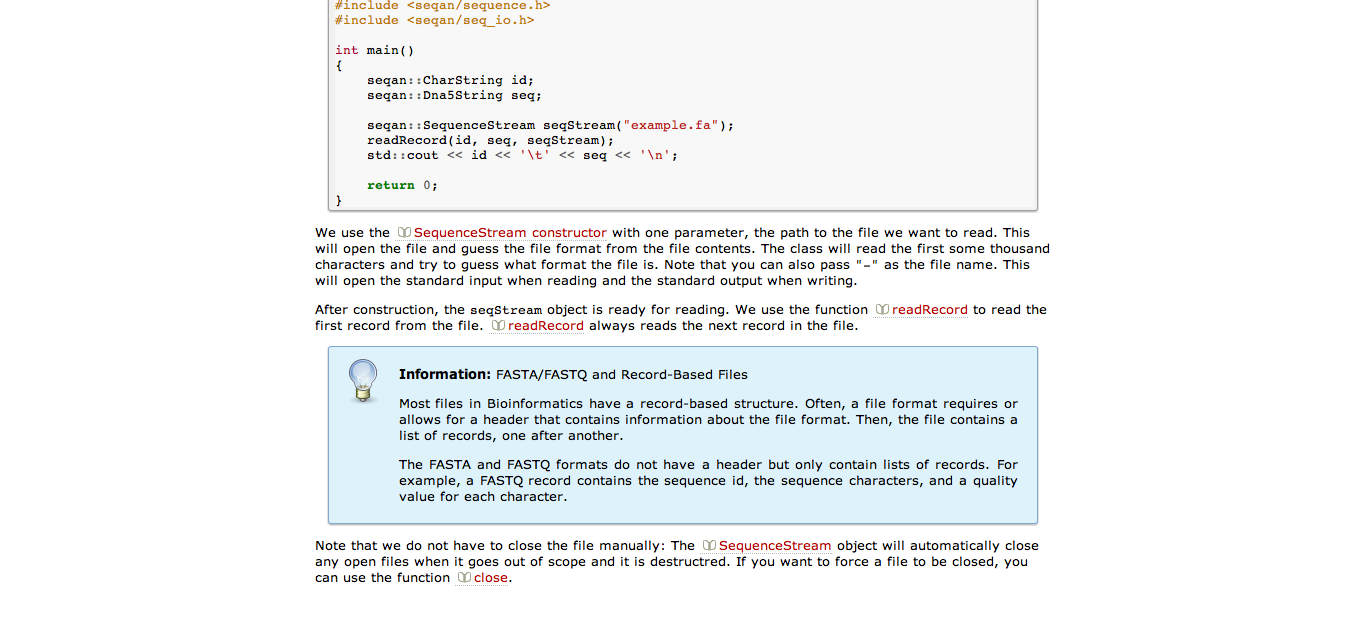 #include <seqan/sequence.h>
#include <seqan/seq_io.h>
int main()
{
    seqan::CharString id;
    seqan::Dna5String seq;
    seqan::SequenceStream seqStream("example.fa");
    readRecord(id, seq, seqStream);
    std::cout << id << '\t' << seq << '\n';
    return 0;
}
We use the SequenceStream constructor with one parameter, the path to the file we want to read. This
will open the file and guess the file format from the file contents. The class will read the first some thousand
characters and try to guess what format the file is. Note that you can also pass "-" as the file name. This
will open the standard input when reading and the standard output when writing.
After construction, the seqStream object is ready for reading. We use the function readRecord to read the
first record from the file. readRecord always reads the next record in the file.
Information: FASTA/FASTQ and Record-Based Files
Most files in Bioinformatics have a record-based structure. Often, a file format requires or
allows for a header that contains information about the file format. Then, the file contains a
list of records, one after another.
The FASTA and FASTQ formats do not have a header but only contain lists of records. For
example, a FASTQ record contains the sequence id, the sequence characters, and a quality
value for each character.
Note that we do not have to close the file manually: The SequenceStream object will automatically close
any open files when it goes out of scope and it is destructred. If you want to force a file to be closed, you
can use the function close.